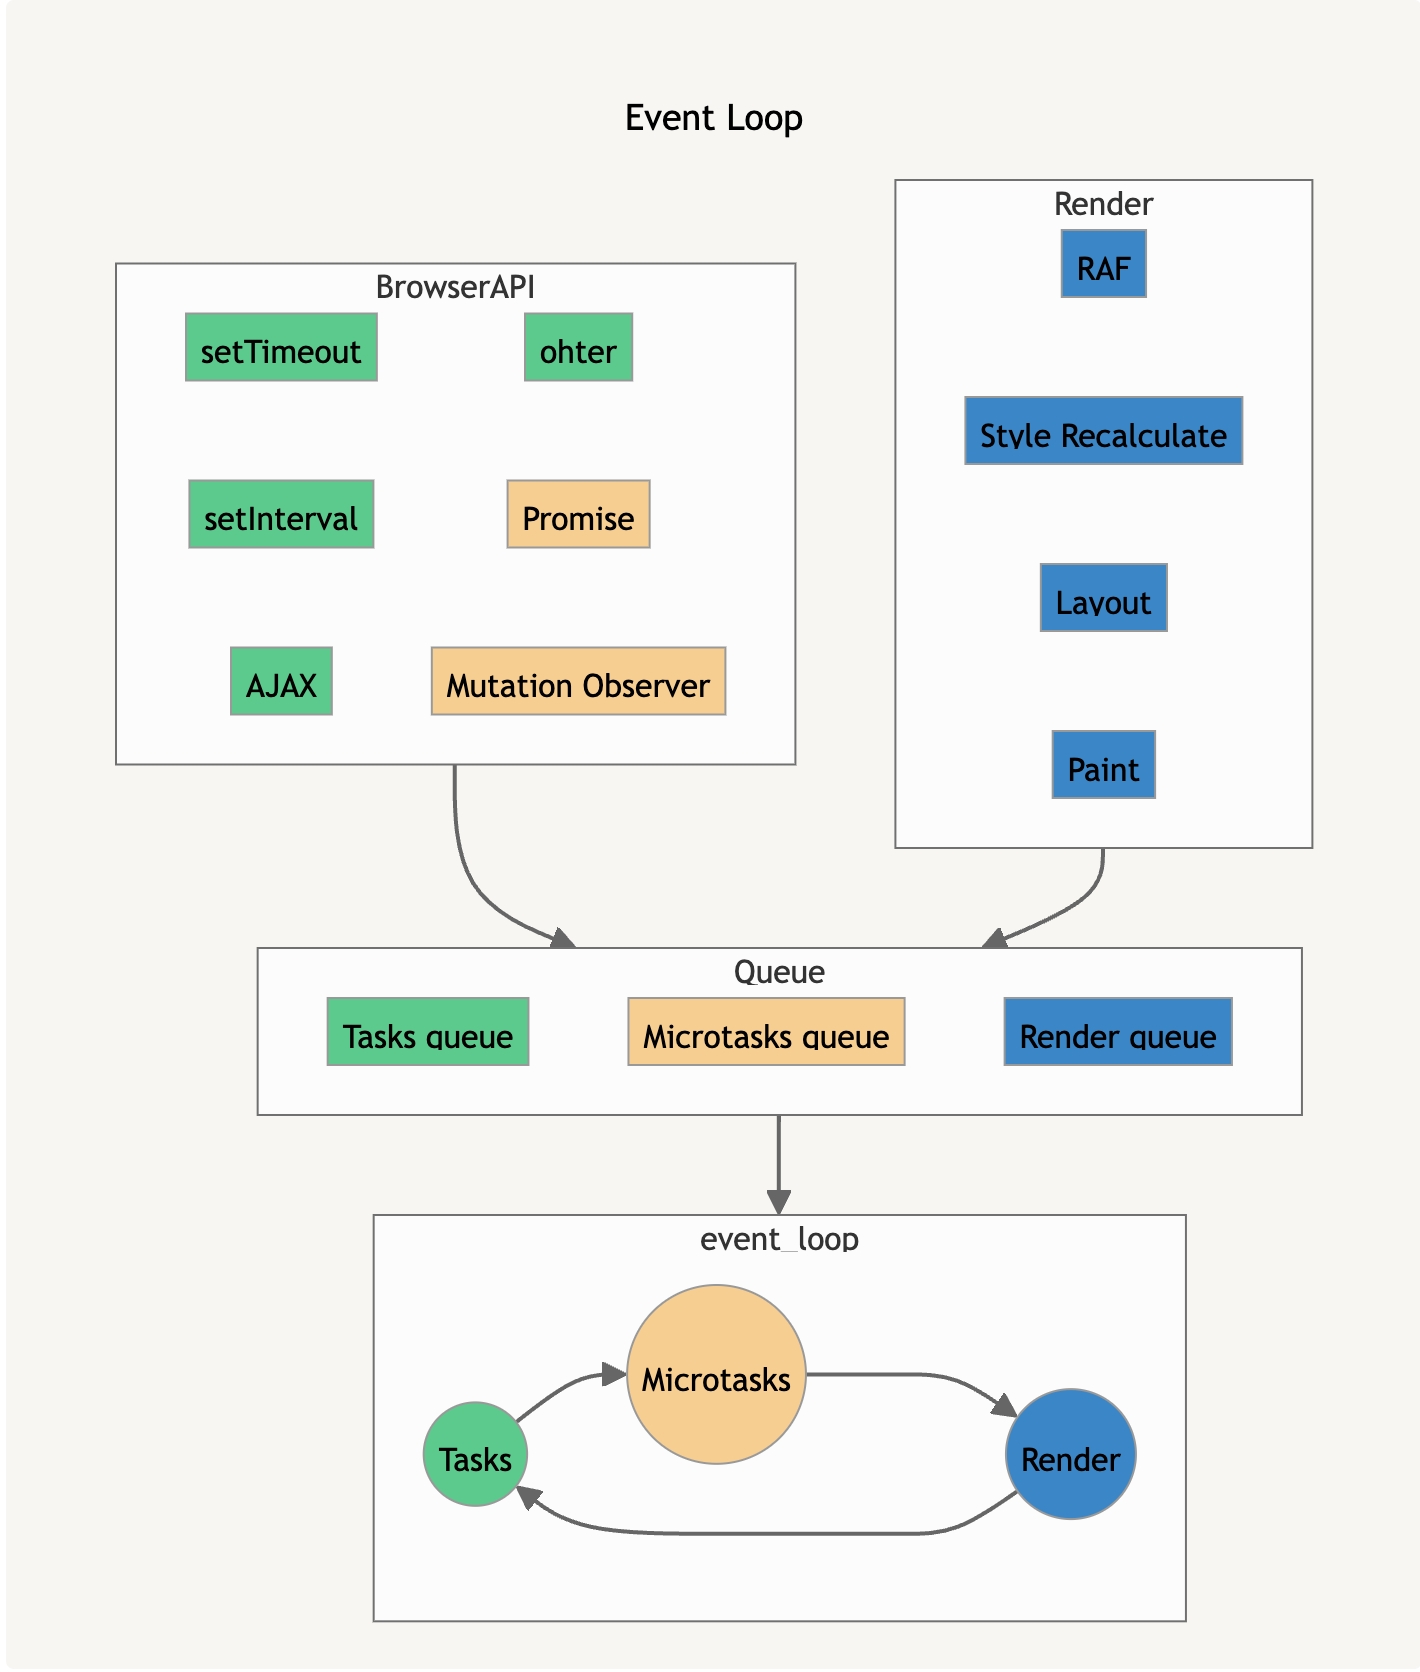 Event Loop
BrowserAPI
setTimeout
ohter
setInterval
Promise
AJAX
Mutation Observer
Render
RAF
Style Recalculate
Layout
Paint
Queue
Tasks queue
Microtasks queue
Render queue
event_loop
Microtasks
Tasks
Render